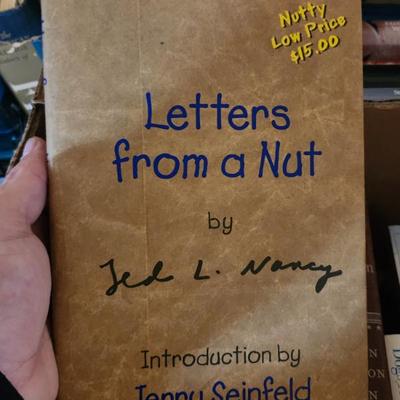 Nutty
Low Price
$15.00
Letters
from a Nut
by
Ted L. Nancy
Introduction by
Jerry Seinfeld